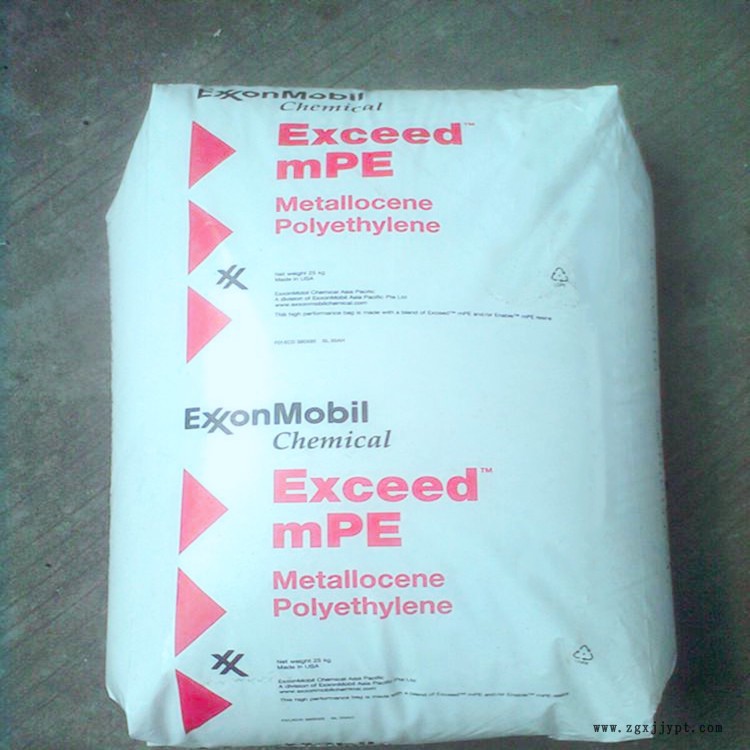 ExxonMobil
Chemical
Exceed™
mPE
Metallocene
Polyethylene
Net weight 25 kg
Made in USA
ExxonMobil Chemical Asia Pacific
A division of ExxonMobil Asia Pacific Pte Ltd
www.exxonmobilchemical.com
This high performance bag is made with a blend of Exceed™ mPE and/or Enable™ mPE resins
ExxonMobil
Chemical
Exceed™
mPE
Metallocene
Polyethylene
Net weight 25 kg
Made in USA
ExxonMobil Chemical Asia Pacific
A division of ExxonMobil Asia Pacific Pte Ltd
www.exxonmobilchemical.com
This high performance bag is made with a blend of Exceed™ mPE and/or Enable™ mPE resins
www.zgxjjypt.com